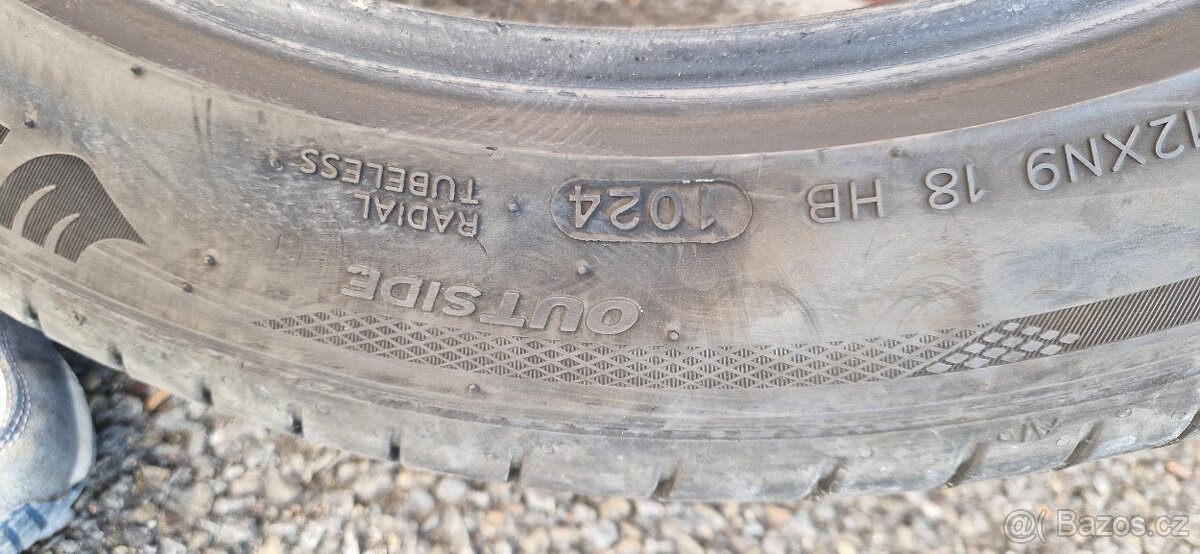 12XN9 18 HB
1024
RADIAL
TUBELESS
OUTSIDE
@( Bazos.cz